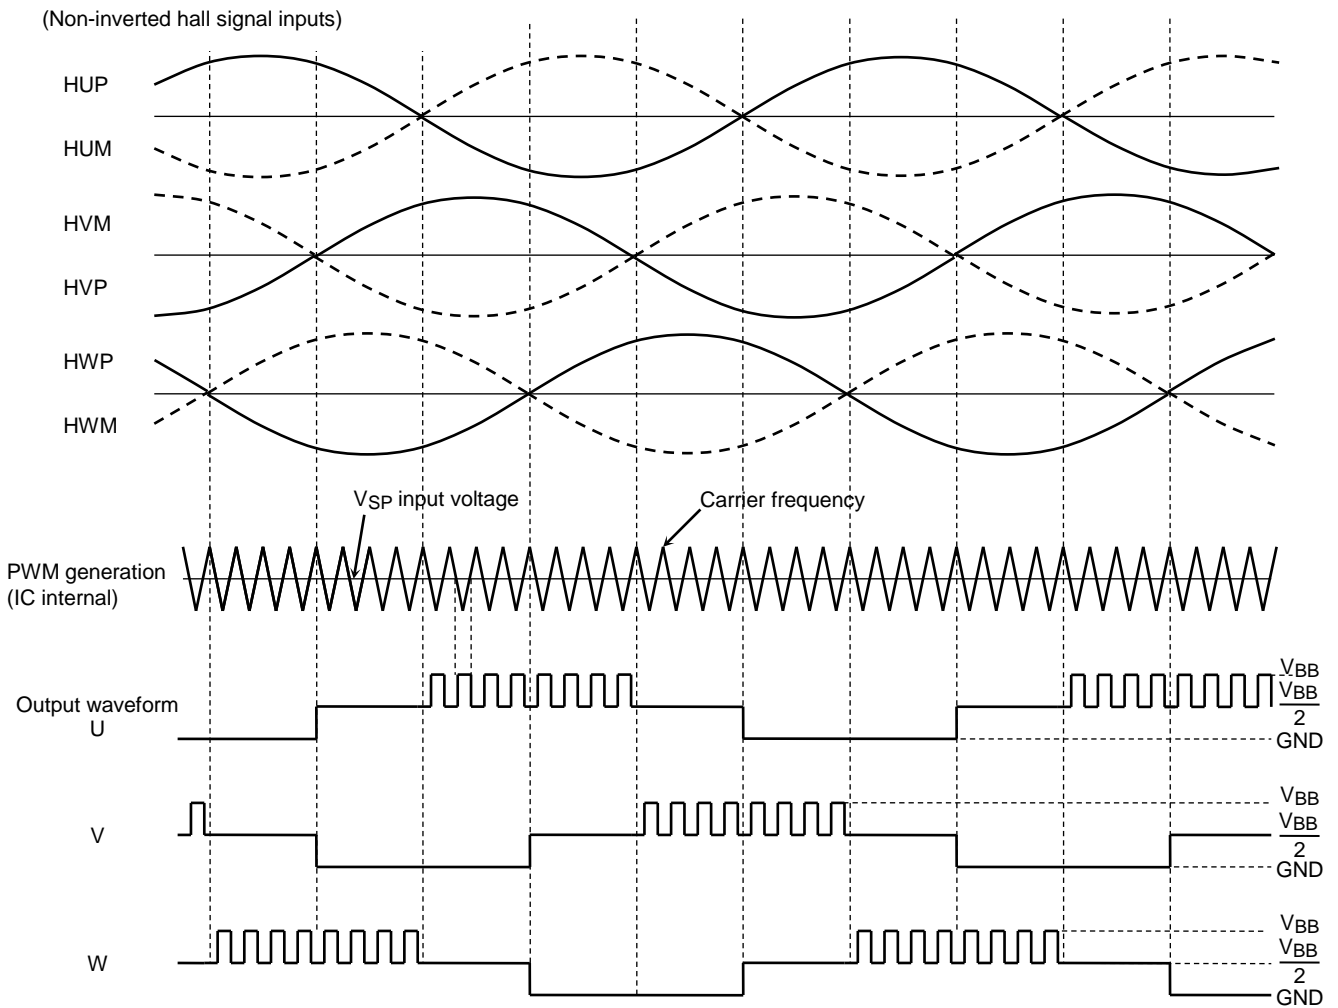 (Non-inverted hall signal inputs)
HUP
HUM
HVM
HVP
HWP
HWM
VSP input voltage
Carrier frequency
PWM generation
(IC internal)
Output waveform
U
VBB
VBB
2
GND
V
VBB
VBB
2
GND
W
VBB
VBB
2
GND